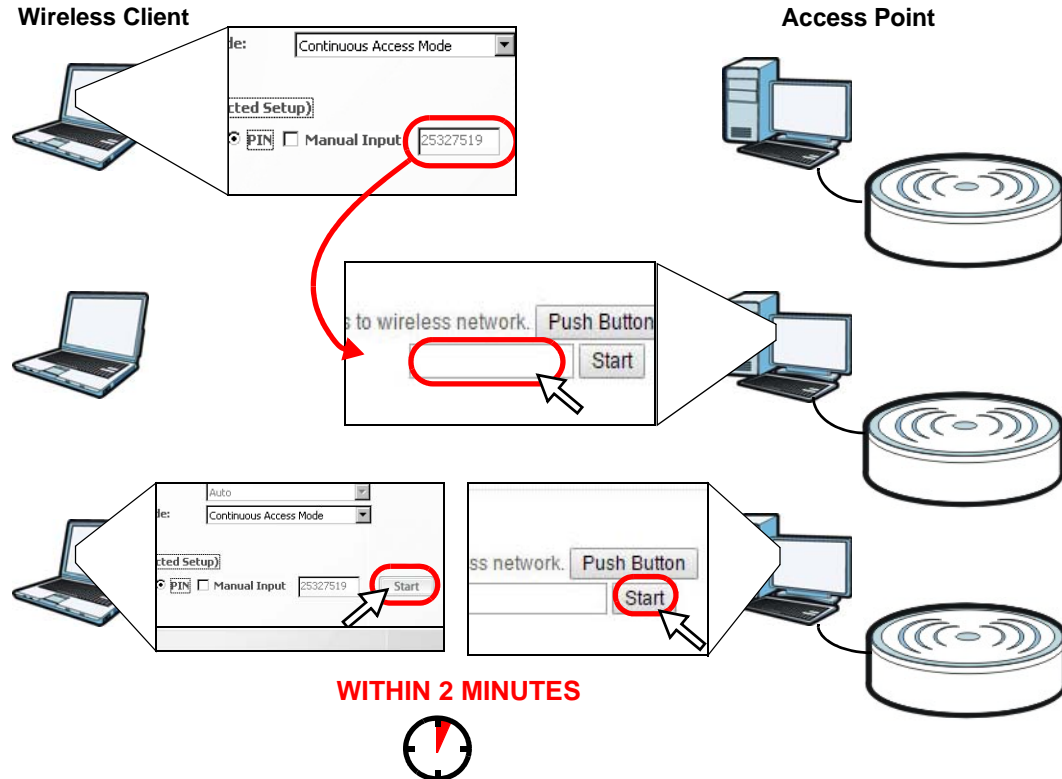 Wireless Client
Access Point
de:
Continuous Access Mode
cted Setup)
PIN
Manual Input
25327519
s to wireless network.
Push Button
Start
Auto
de:
Continuous Access Mode
cted Setup)
PIN
Manual Input
25327519
Start
ss network.
Push Button
Start
WITHIN 2 MINUTES